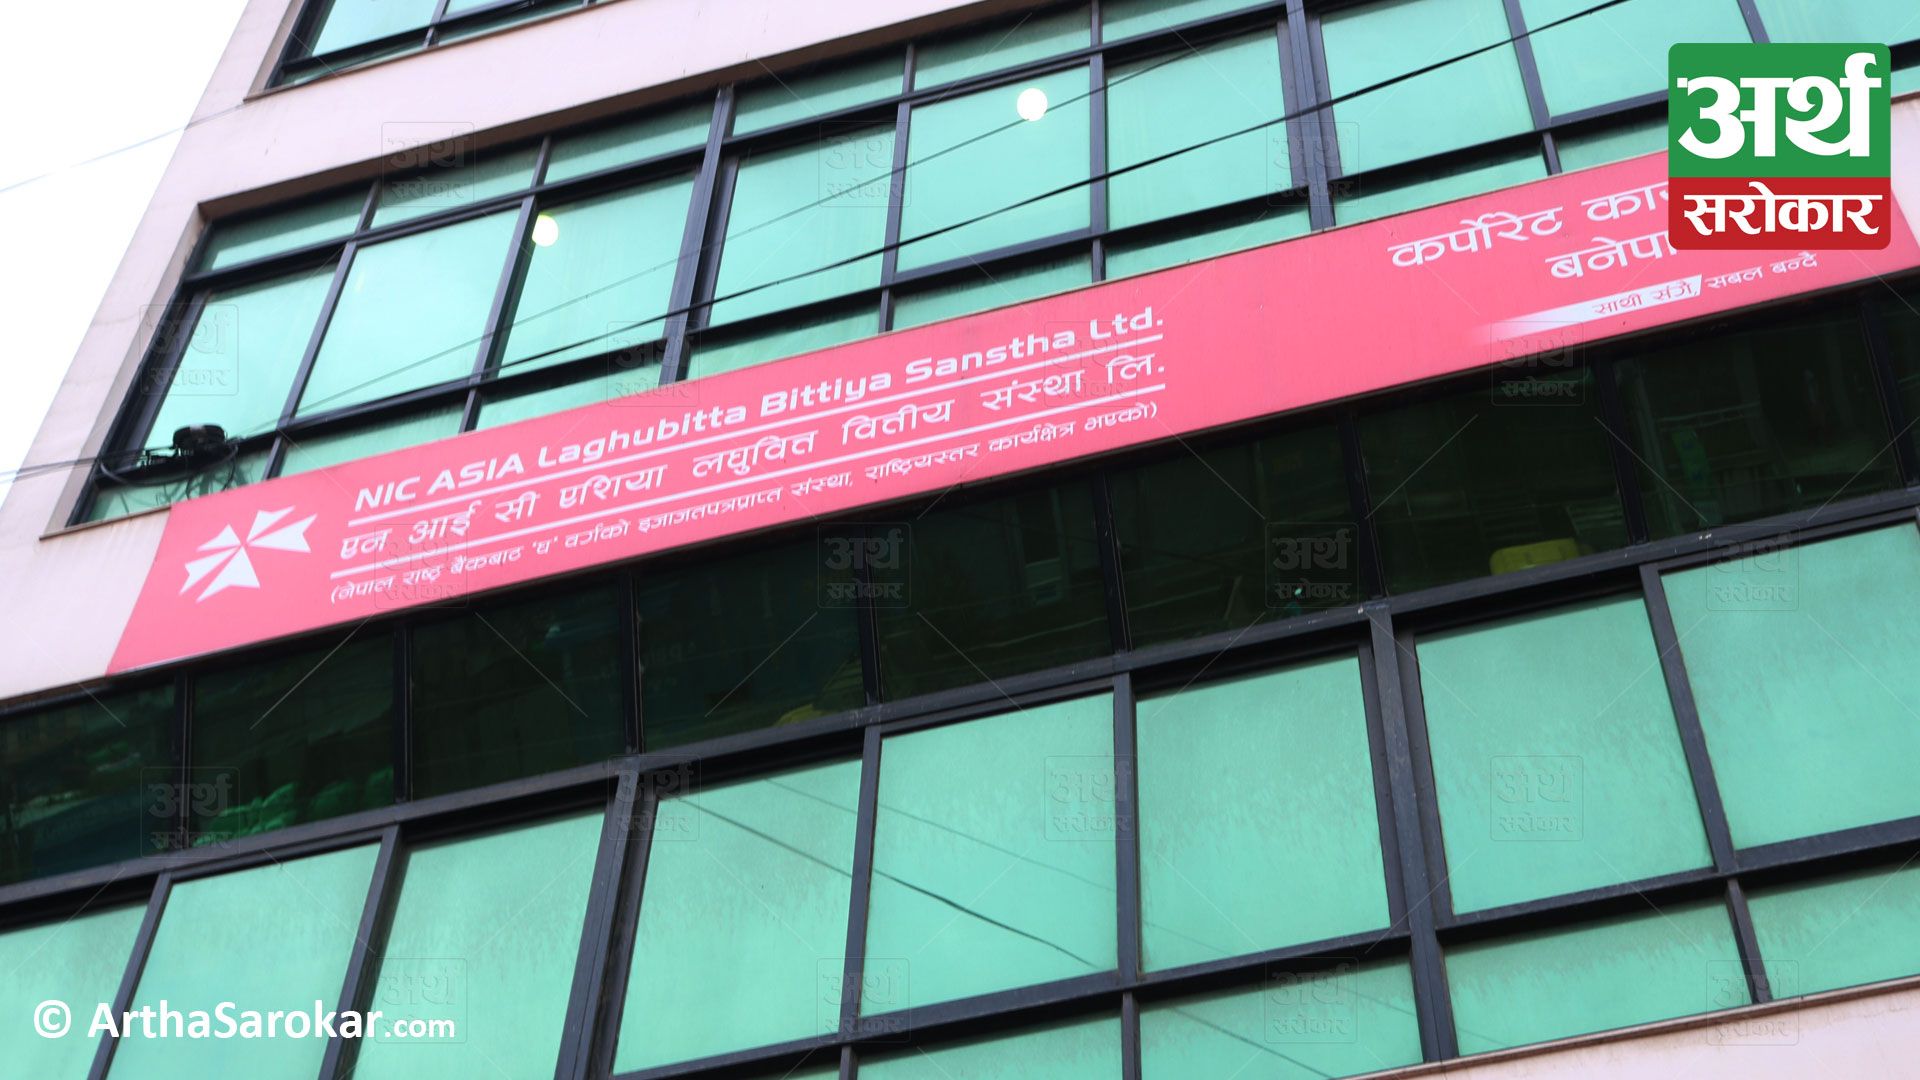 अर्थ
सरोकार
NIC ASIA Laghubitta Bittiya Sanstha Ltd.
एन आई सी एशिया लघुवित्त वित्तीय संस्था लि.
(नेपाल राष्ट्र बैंकबाट 'घ' वर्गको इजाजतपत्रप्राप्त संस्था, राष्ट्रियस्तर कार्यक्षेत्र भएको)
कर्पोरेट
साथी संगै, सबल बन्दै
© ArthaSarokar.com